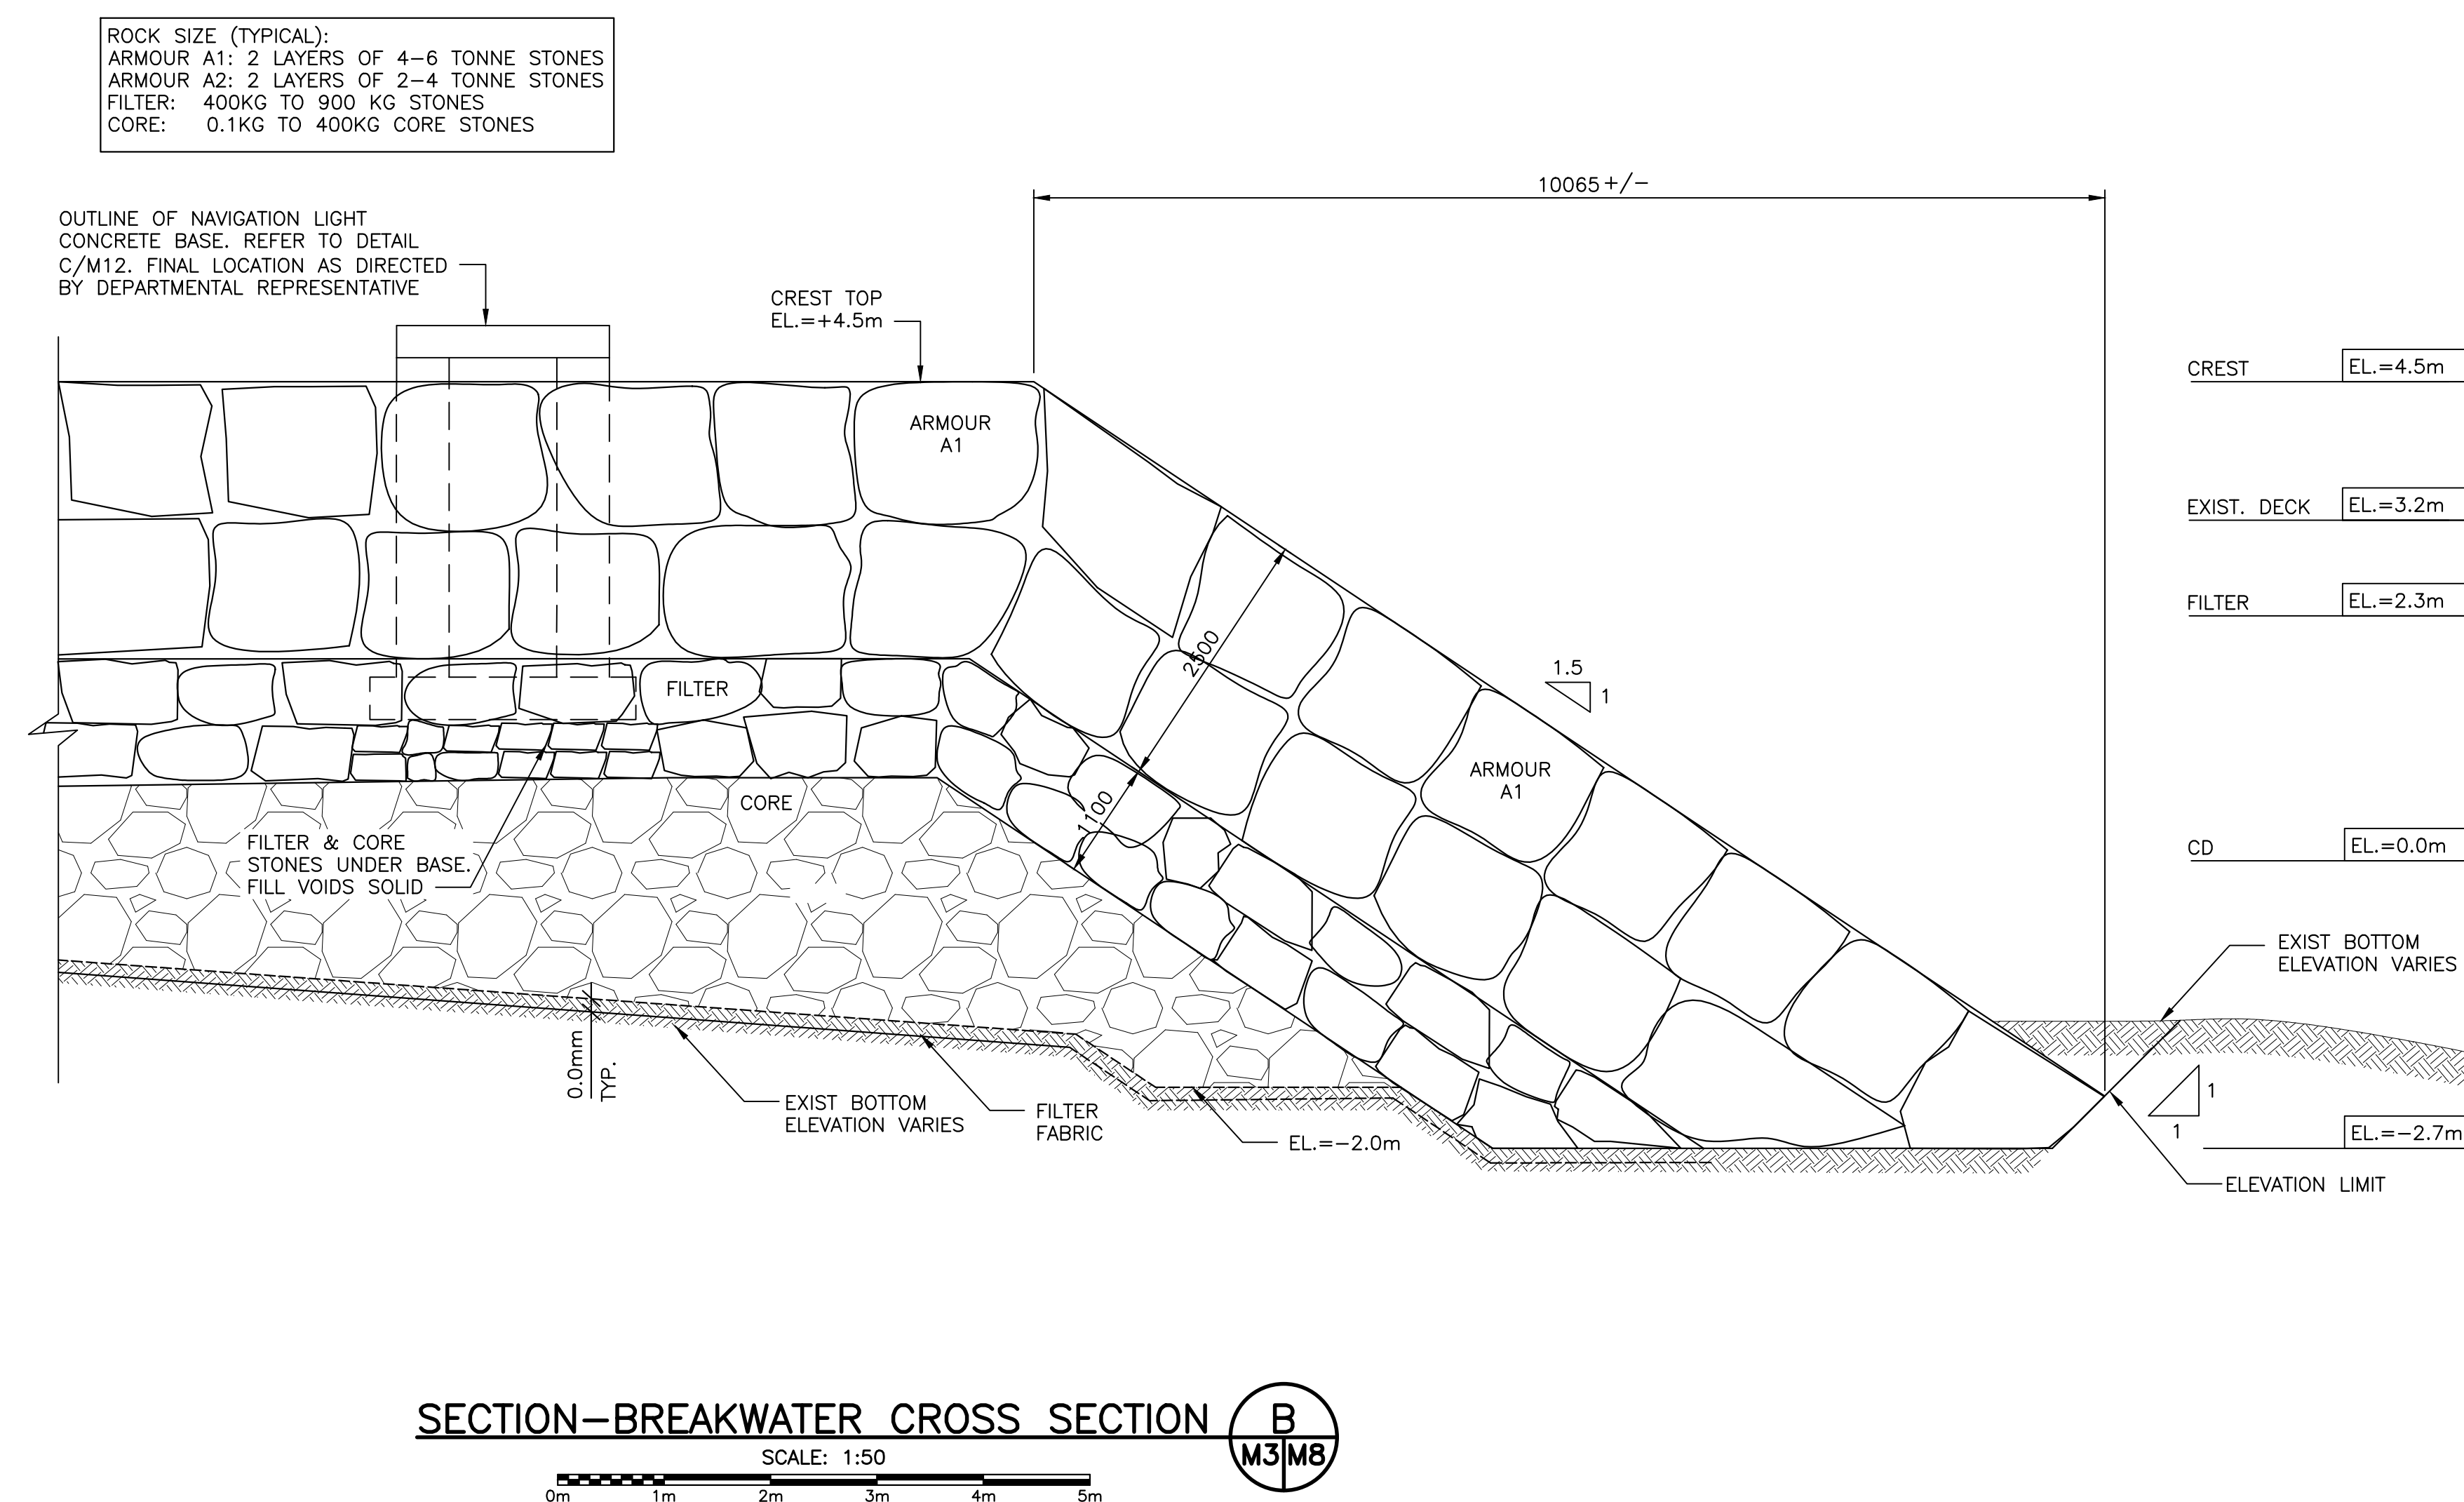 ROCK SIZE (TYPICAL):
ARMOUR A1: 2 LAYERS OF 4-6 TONNE STONES
ARMOUR A2: 2 LAYERS OF 2-4 TONNE STONES
FILTER: 400KG TO 900 KG STONES
CORE: 0.1KG TO 400KG CORE STONES
10065+/-
OUTLINE OF NAVIGATION LIGHT
CONCRETE BASE. REFER TO DETAIL
C/M12. FINAL LOCATION AS DIRECTED
BY DEPARTMENTAL REPRESENTATIVE
CREST TOP
EL.=+4.5m
CREST
EL.=4.5m
ARMOUR
A1
EXIST. DECK
EL.=3.2m
FILTER
EL.=2.3m
2500
1.5
1
FILTER
ARMOUR
A1
CORE
1100
FILTER & CORE
STONES UNDER BASE.
FILL VOIDS SOLID
CD
EL.=0.0m
EXIST BOTTOM
ELEVATION VARIES
0.0mm
TYP.
EXIST BOTTOM
ELEVATION VARIES
FILTER
FABRIC
EL.=-2.0m
1
1
EL.=-2.7m
ELEVATION LIMIT
SECTION-BREAKWATER CROSS SECTION
B
M3 M8
SCALE: 1:50
0m 1m 2m 3m 4m 5m